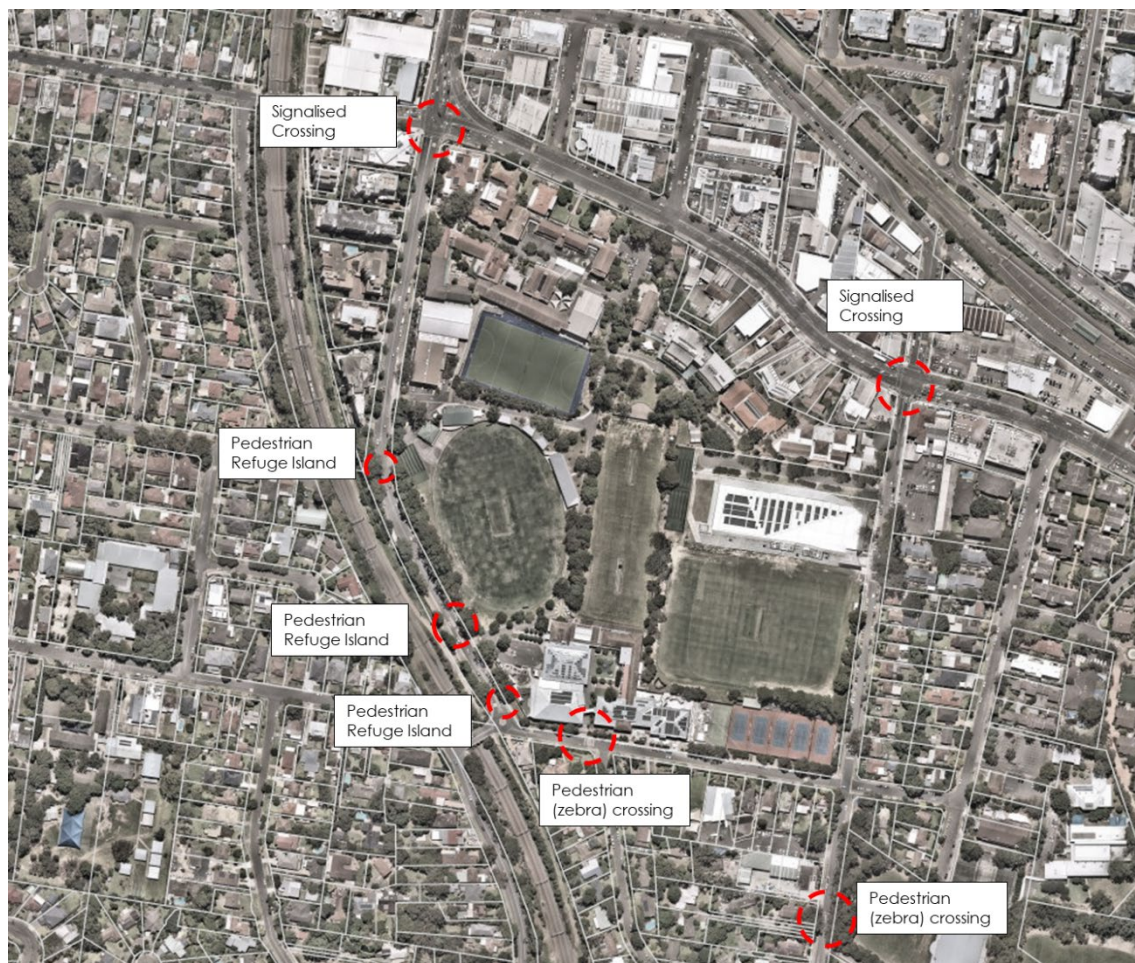 Signalised
Crossing
Signalised
Crossing
Pedestrian
Refuge Island
Pedestrian
Refuge Island
Pedestrian
Refuge Island
Pedestrian
(zebra) crossing
Pedestrian
(zebra) crossing